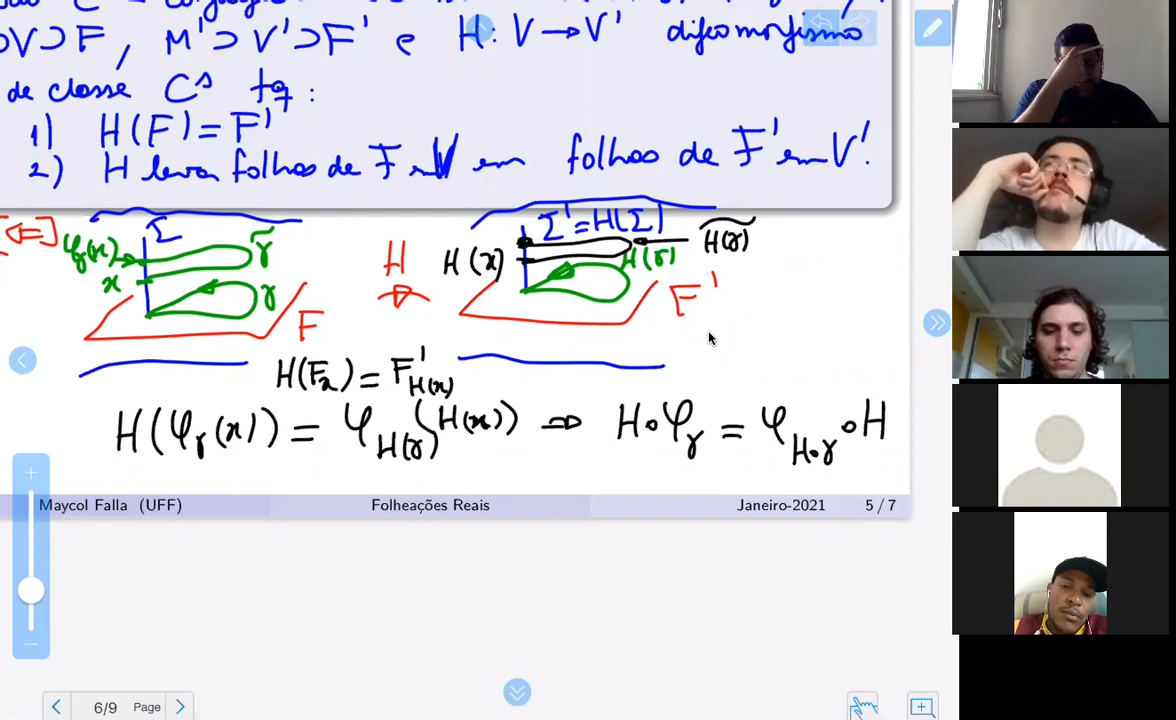 ⊃V⊃F, M'⊃V'⊃F' e H: V→V' difeomorfismo
de classe Cˢ tq:
1) H(F)=F'
2) H leva folhas de F em V em folhas de F' em V'.
[⇐]
Σ
Σ'=H(Σ)
φγ(x)
γ̃
H(γ)~
x
γ
H
H(x)
H(γ)
F
F'
H(Fx) = F'H(x)
H(φγ(x)) = φH(γ)(H(x)) ⇒ H∘φγ = φH∘γ∘H
Maycol Falla (UFF) Folheações Reais Janeiro-2021 5 / 7
6/9 Page